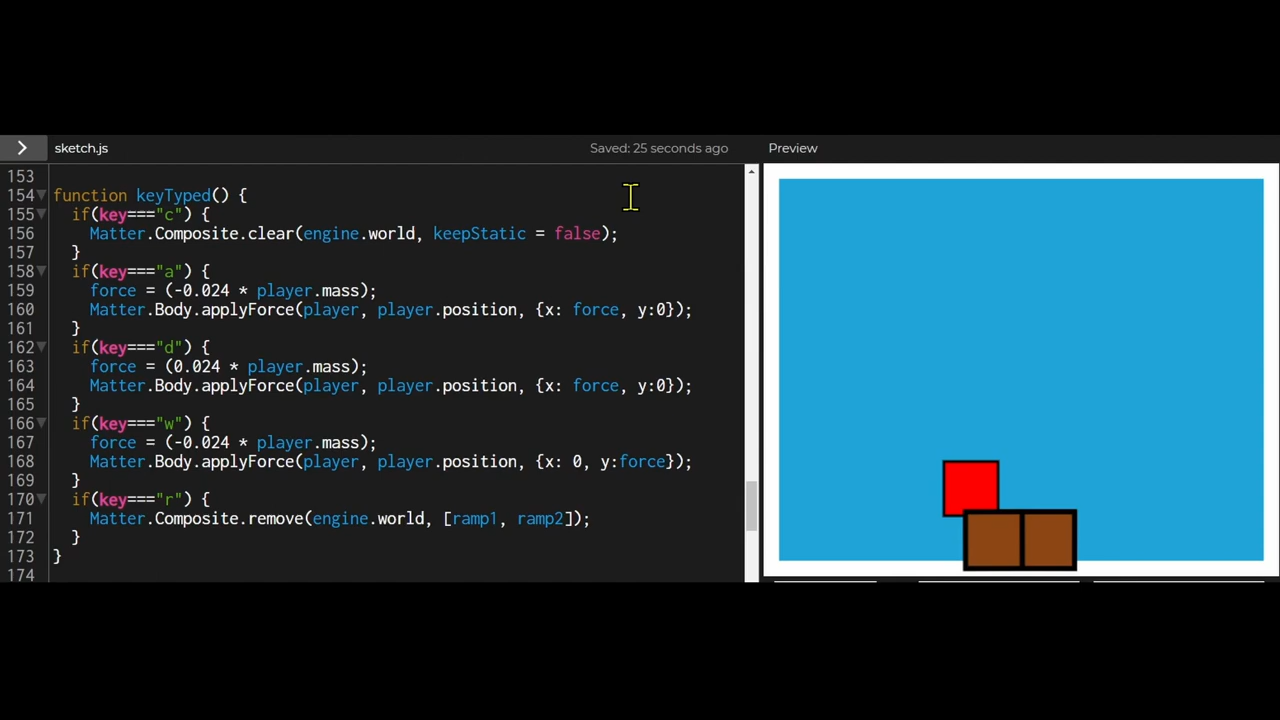 sketch.js
Saved: 25 seconds ago
Preview
153
154 function keyTyped() {
155 if(key==="c") {
156 Matter.Composite.clear(engine.world, keepStatic = false);
157 }
158 if(key==="a") {
159 force = (-0.024 * player.mass);
160 Matter.Body.applyForce(player, player.position, {x: force, y:0});
161 }
162 if(key==="d") {
163 force = (0.024 * player.mass);
164 Matter.Body.applyForce(player, player.position, {x: force, y:0});
165 }
166 if(key==="w") {
167 force = (-0.024 * player.mass);
168 Matter.Body.applyForce(player, player.position, {x: 0, y:force});
169 }
170 if(key==="r") {
171 Matter.Composite.remove(engine.world, [ramp1, ramp2]);
172 }
173 }
174